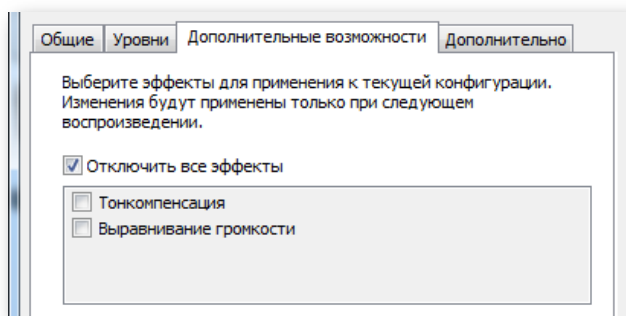 Общие Уровни Дополнительные возможности Дополнительно
Выберите эффекты для применения к текущей конфигурации.
Изменения будут применены только при следующем
воспроизведении.
Отключить все эффекты
Тонкомпенсация
Выравнивание громкости